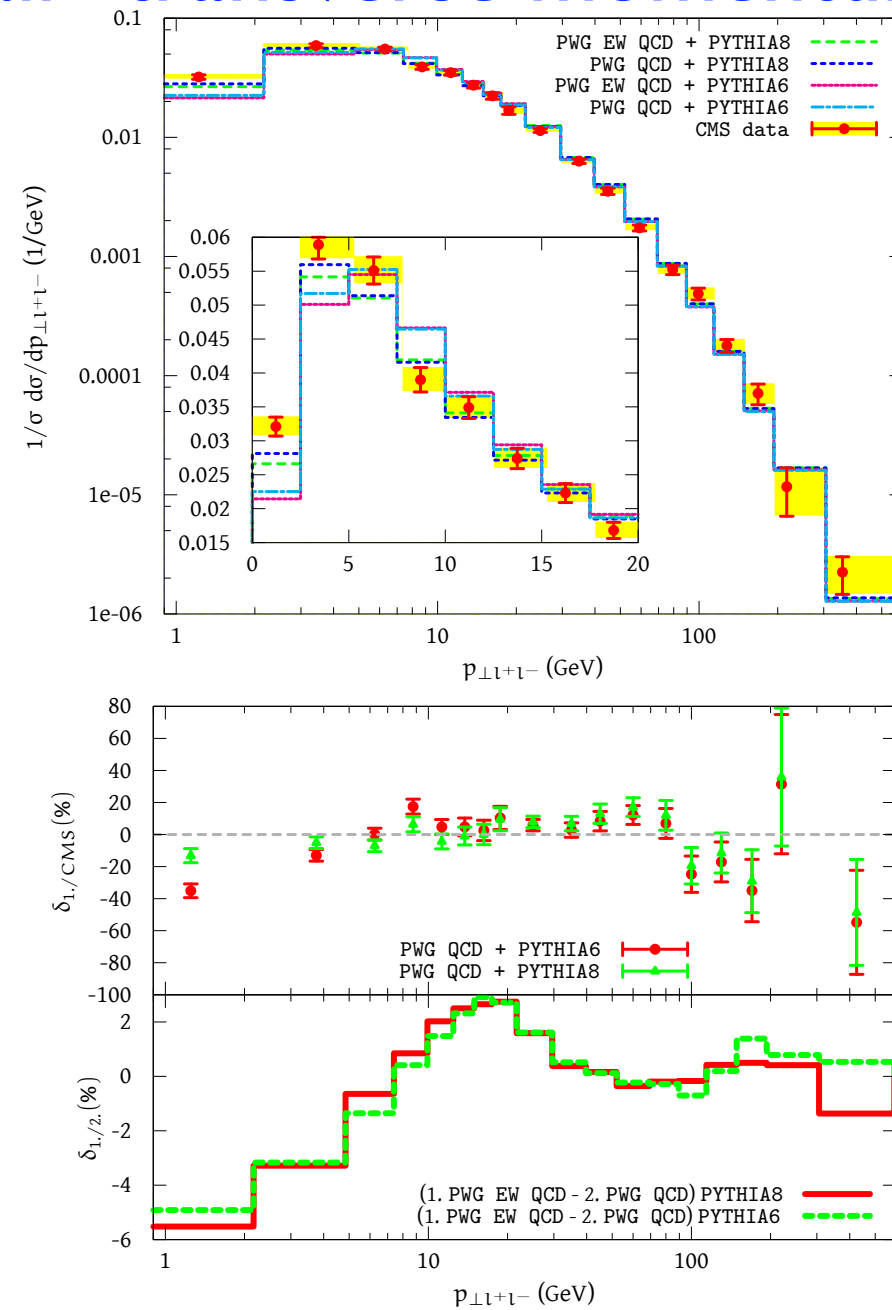 0.1
0.01
0.001
0.0001
1e-05
1e-06
1/σ dσ/dp⊥l+l− (1/GeV)
PWG EW QCD + PYTHIA8
PWG QCD + PYTHIA8
PWG EW QCD + PYTHIA6
PWG QCD + PYTHIA6
CMS data
0.06
0.055
0.05
0.045
0.04
0.035
0.03
0.025
0.02
0.015
0 5 10 15 20
1 10 100
p⊥l+l− (GeV)
80
60
40
20
0
-20
-40
-60
-80
-100
δ1./CMS(%)
PWG QCD + PYTHIA6
PWG QCD + PYTHIA8
2
0
-2
-4
-6
δ1./2.(%)
(1. PWG EW QCD - 2. PWG QCD) PYTHIA8
(1. PWG EW QCD - 2. PWG QCD) PYTHIA6
1 10 100
p⊥l+l− (GeV)